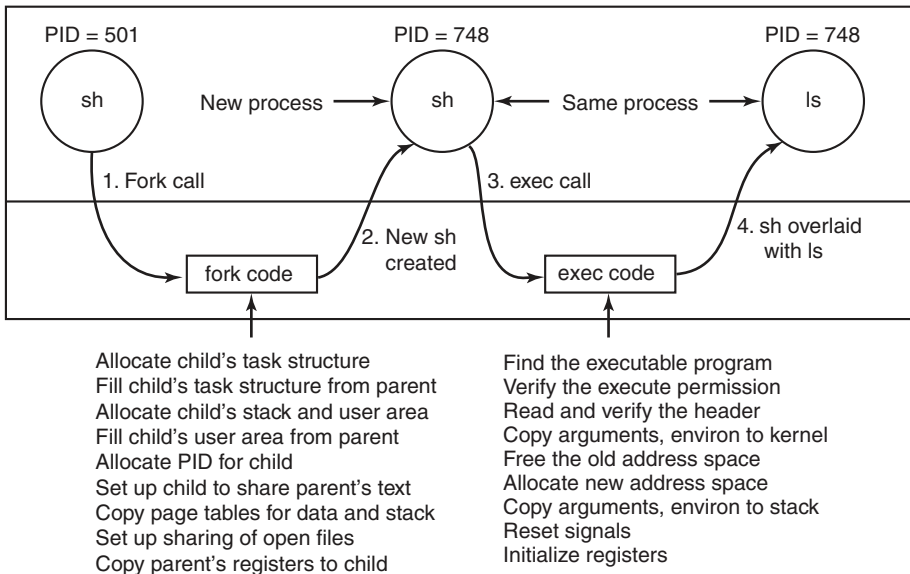 PID = 501
PID = 748
PID = 748
sh
New process
sh
Same process
ls
1. Fork call
3. exec call
2. New sh
created
4. sh overlaid
with ls
fork code
exec code
Allocate child’s task structure
Fill child’s task structure from parent
Allocate child’s stack and user area
Fill child’s user area from parent
Allocate PID for child
Set up child to share parent’s text
Copy page tables for data and stack
Set up sharing of open files
Copy parent’s registers to child
Find the executable program
Verify the execute permission
Read and verify the header
Copy arguments, environ to kernel
Free the old address space
Allocate new address space
Copy arguments, environ to stack
Reset signals
Initialize registers